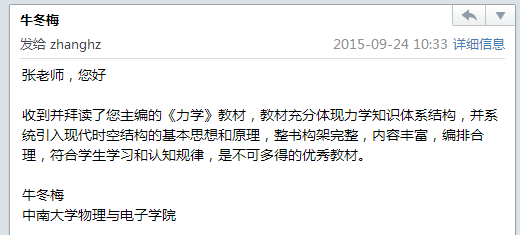 牛冬梅
发给 zhanghz
2015-09-24 10:33 详细信息
张老师，您好
收到并拜读了您主编的《力学》教材，教材充分体现力学知识体系结构，并系
统引入现代时空结构的基本思想和原理，整书构架完整，内容丰富，编排合
理，符合学生学习和认知规律，是不可多得的优秀教材。
牛冬梅
中南大学物理与电子学院